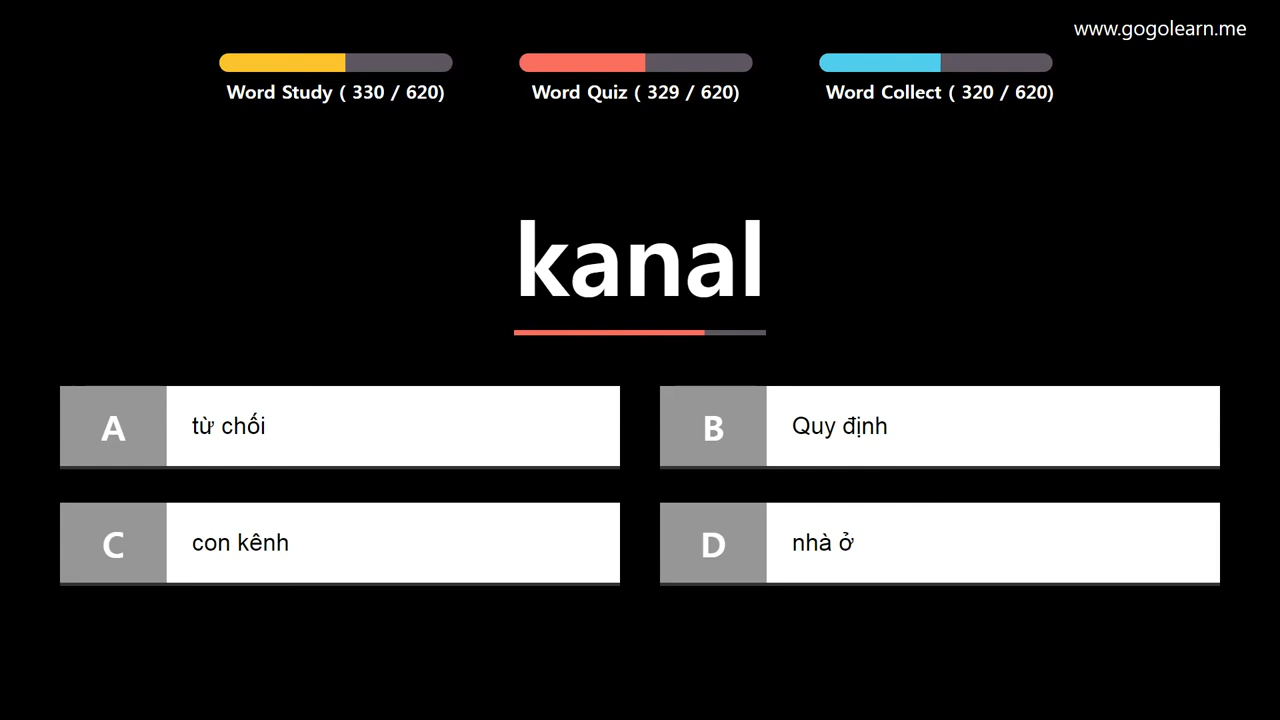 www.gogolearn.me
Word Study ( 330 / 620)
Word Quiz ( 329 / 620)
Word Collect ( 320 / 620)
kanal
A
từ chối
B
Quy định
C
con kênh
D
nhà ở